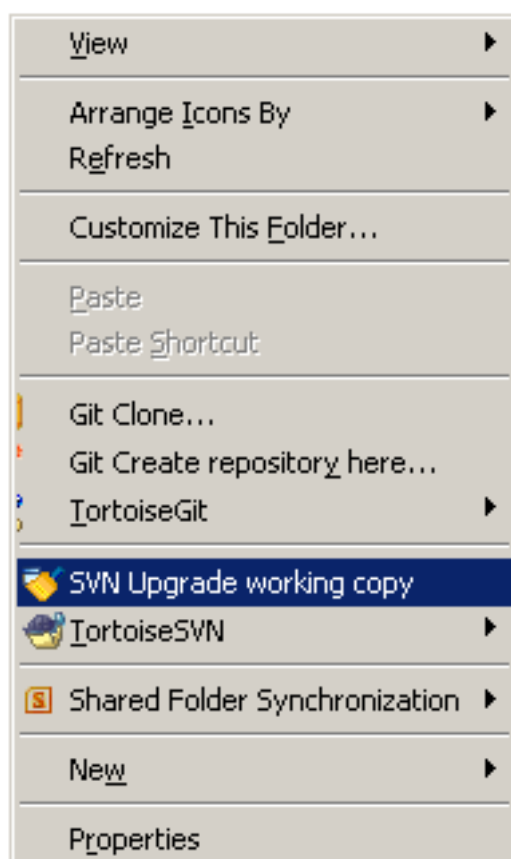 View
Arrange Icons By
Refresh
Customize This Folder...
Paste
Paste Shortcut
Git Clone...
Git Create repository here...
TortoiseGit
SVN Upgrade working copy
TortoiseSVN
Shared Folder Synchronization
New
Properties